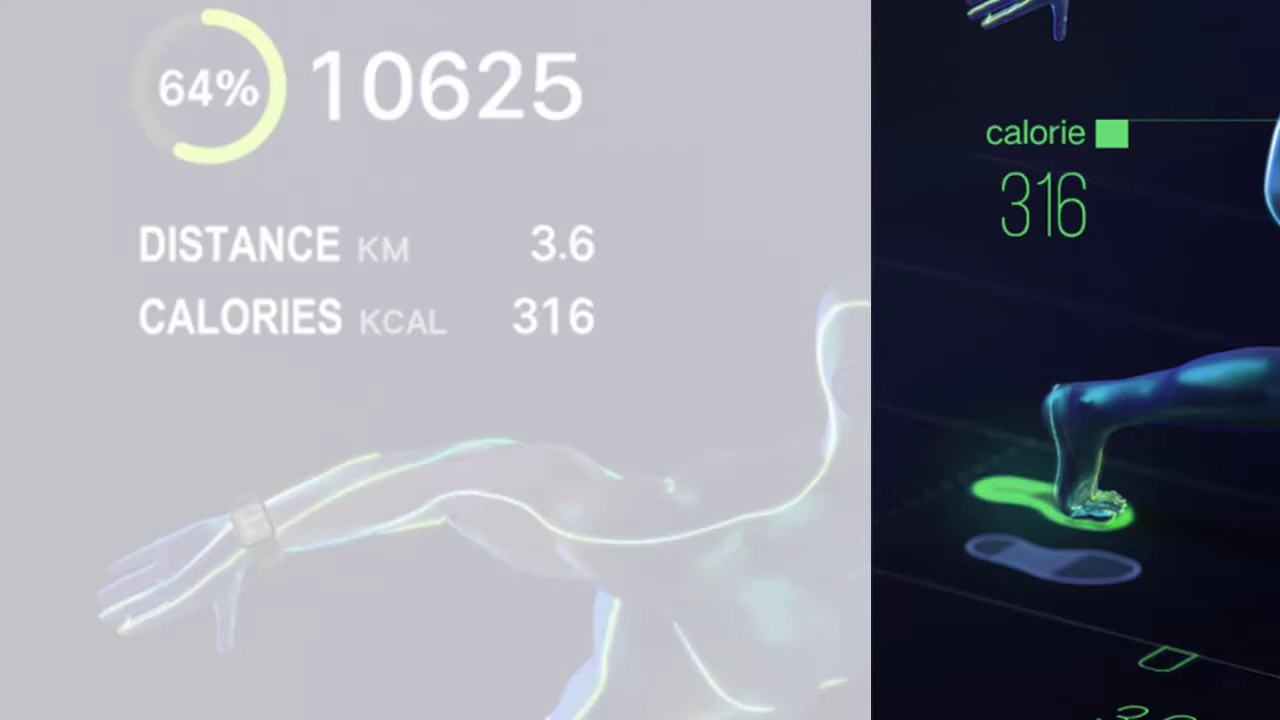 64% 10625
DISTANCE KM 3.6
CALORIES KCAL 316
calorie
316